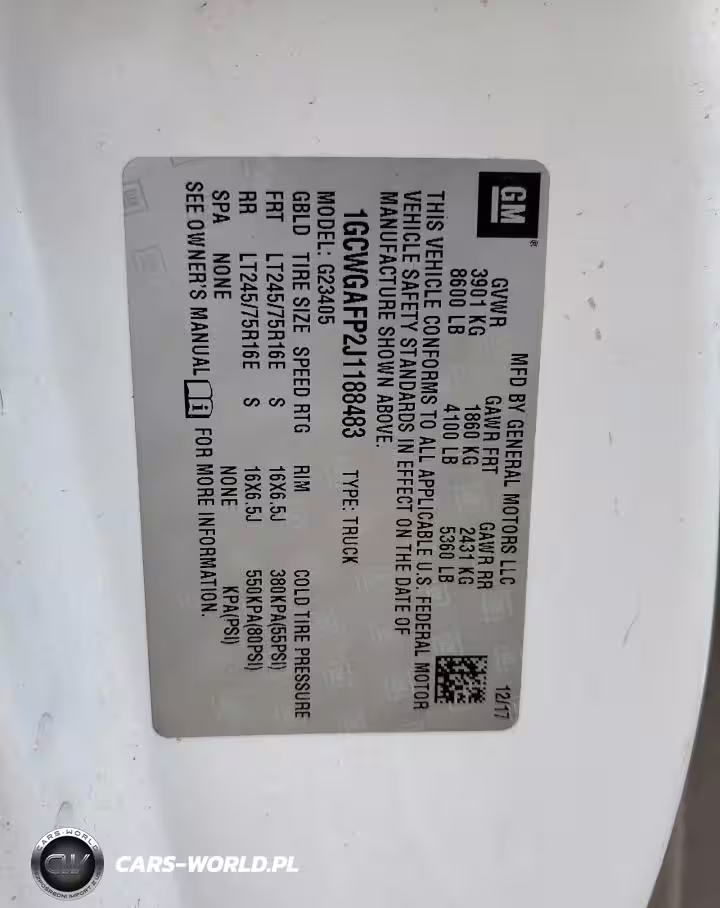 GM®
MFD BY GENERAL MOTORS LLC 12/17
GVWR GAWR FRT GAWR RR
3901 KG 1860 KG 2431 KG
8600 LB 4100 LB 5360 LB
THIS VEHICLE CONFORMS TO ALL APPLICABLE U.S. FEDERAL MOTOR
VEHICLE SAFETY STANDARDS IN EFFECT ON THE DATE OF
MANUFACTURE SHOWN ABOVE.
1GCWGAFP2J1188483 TYPE: TRUCK
MODEL: G23405
GBLD TIRE SIZE SPEED RTG RIM COLD TIRE PRESSURE
FRT LT245/75R16E S 16X6.5J 380KPA(55PSI)
RR LT245/75R16E S 16X6.5J 550KPA(80PSI)
SPA NONE NONE KPA(PSI)
SEE OWNER'S MANUAL i FOR MORE INFORMATION.
CARS-WORLD
CW
CARS-WORLD.PL